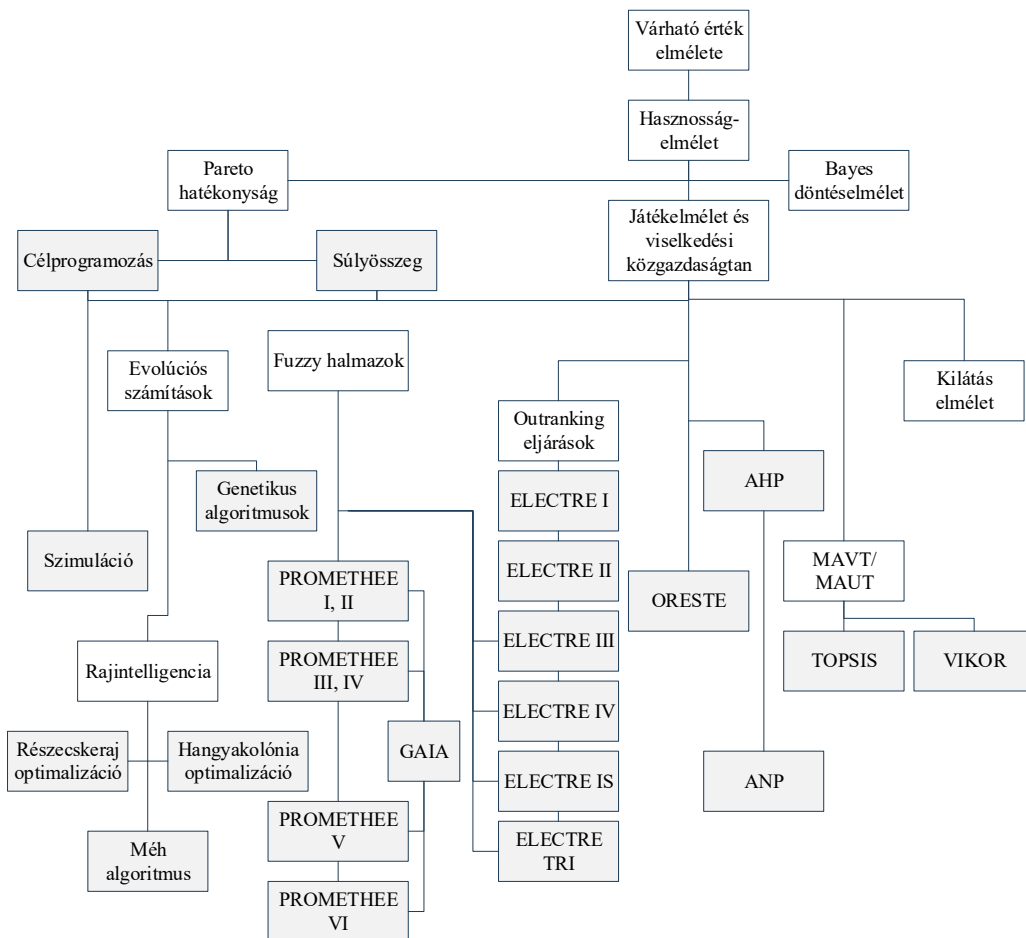 Várható érték
elmélete
Hasznosság-
elmélet
Pareto
hatékonyság
Bayes
döntéselmélet
Játékelmélet és
viselkedési
közgazdaságtan
Célprogramozás
Súlyösszeg
Evolúciós
számítások
Fuzzy halmazok
Kilátás
elmélet
Outranking
eljárások
Genetikus
algoritmusok
ELECTRE I
AHP
Szimuláció
PROMETHEE
I, II
ELECTRE II
ORESTE
MAVT/
MAUT
Rajintelligencia
PROMETHEE
III, IV
ELECTRE III
TOPSIS
VIKOR
Részecskeraj
optimalizáció
Hangyakolónia
optimalizáció
GAIA
ELECTRE IV
ELECTRE IS
ANP
Méh
algoritmus
PROMETHEE
V
ELECTRE
TRI
PROMETHEE
VI